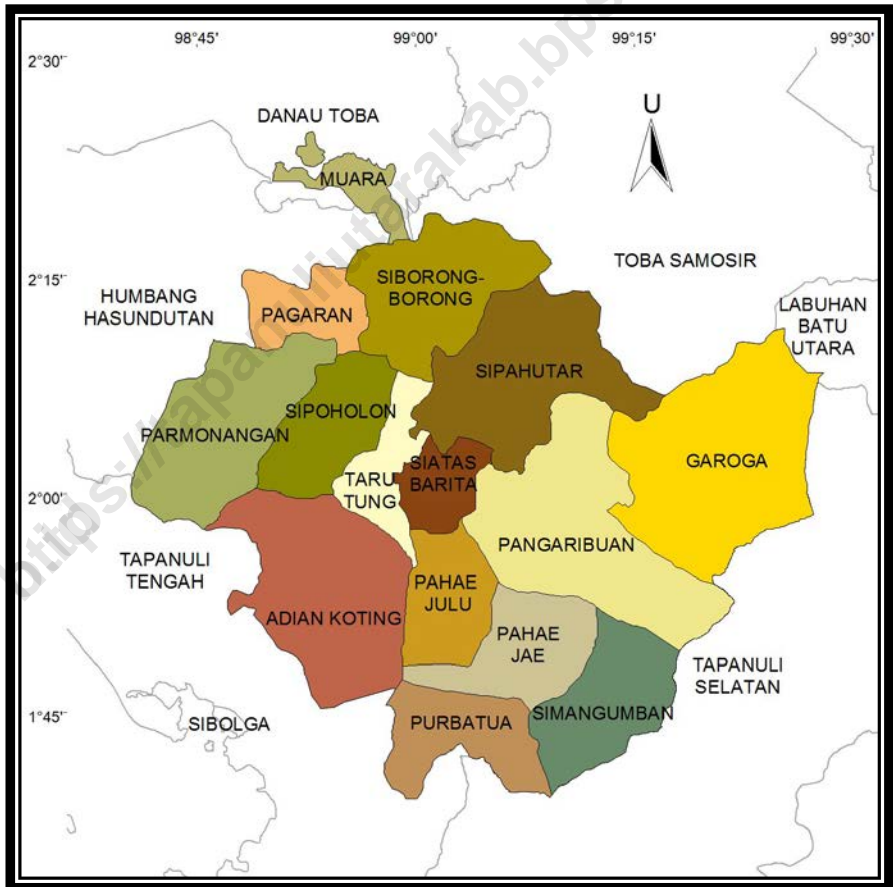 98°45'
99°00'
99°15'
99°30'
2°30'
https://tapanuliutarakab.bps
U
DANAU TOBA
MUARA
2°15'
TOBA SAMOSIR
SIBORONG-
BORONG
HUMBANG
HASUNDUTAN
PAGARAN
LABUHAN
BATU
UTARA
SIPAHUTAR
SIPOHOLON
PARMONANGAN
SIATAS
BARITA
GAROGA
TARU
TUNG
2°00'
PANGARIBUAN
TAPANULI
TENGAH
PAHAE
JULU
ADIAN KOTING
PAHAE
JAE
TAPANULI
SELATAN
1°45'
SIBOLGA
PURBATUA
SIMANGUMBAN